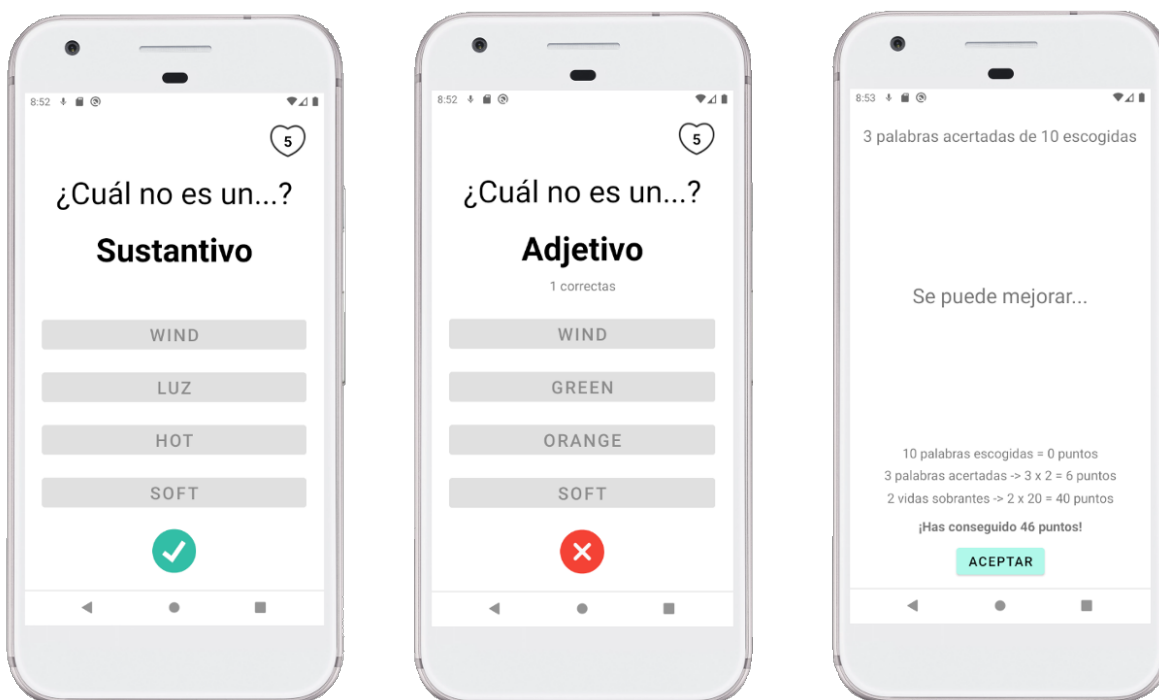 8:52
5
¿Cuál no es un...?
Sustantivo
WIND
LUZ
HOT
SOFT
8:52
5
¿Cuál no es un...?
Adjetivo
1 correctas
WIND
GREEN
ORANGE
SOFT
8:53
3 palabras acertadas de 10 escogidas
Se puede mejorar...
10 palabras escogidas = 0 puntos
3 palabras acertadas -> 3 x 2 = 6 puntos
2 vidas sobrantes -> 2 x 20 = 40 puntos
¡Has conseguido 46 puntos!
ACEPTAR